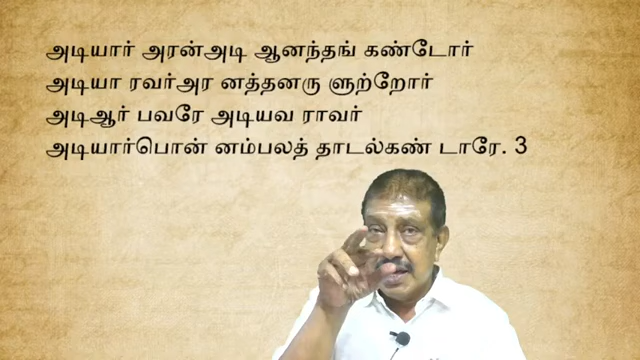 அடியார் அரன்அடி ஆனந்தங் கண்டோர்
அடியா ரவர்அர னத்தனரு ளுற்றோர்
அடிஆர் பவரே அடியவ ராவர்
அடியார்பொன் னம்பலத் தாடல்கண் டாரே. 3